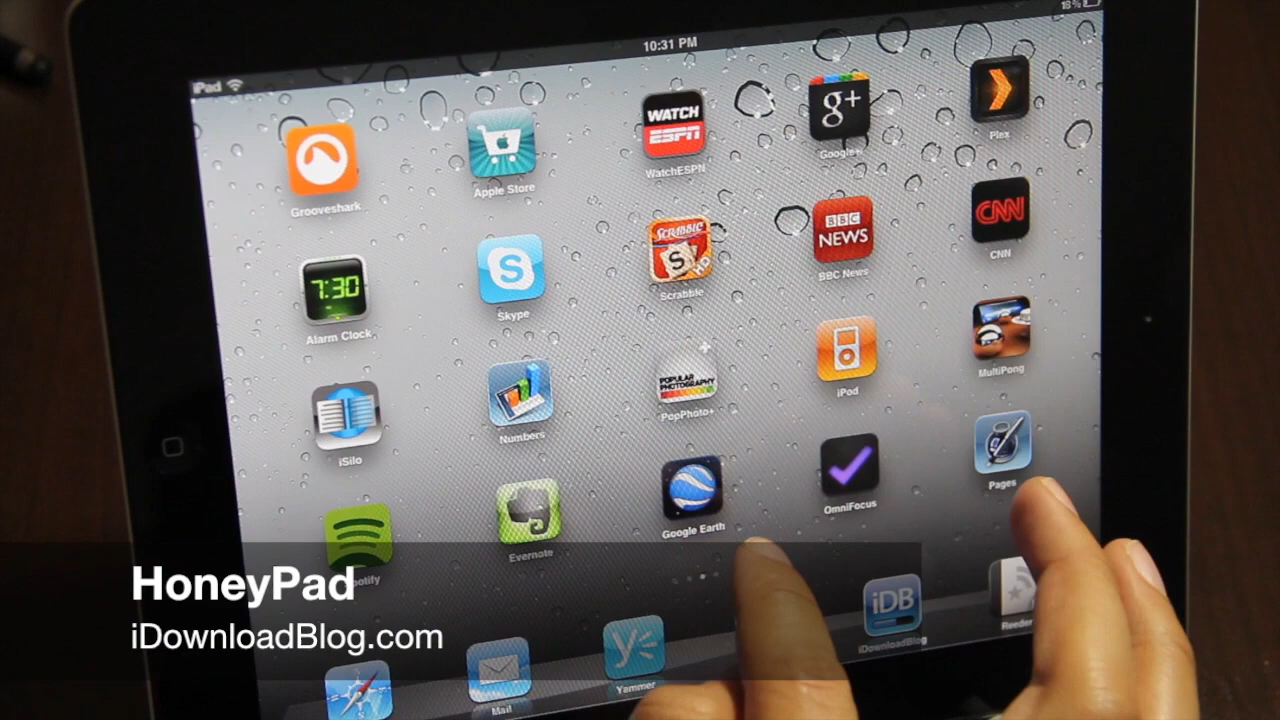 10:31 PM
iPad
Grooveshark
Apple Store
WATCH
ESPN
WatchESPN
g+
Google+
Plex
7:30
Alarm Clock
Skype
SCRABBLE
S
HD
Scrabble
BBC
NEWS
BBC News
CNN
CNN
iSilo
Numbers
POPULAR
PHOTOGRAPHY
PopPhoto+
iPod
MultiPong
Evernote
Google Earth
OmniFocus
Pages
HoneyPad
iDownloadBlog.com
Mail
Yammer
iDB
iDownloadBlog
Reeder